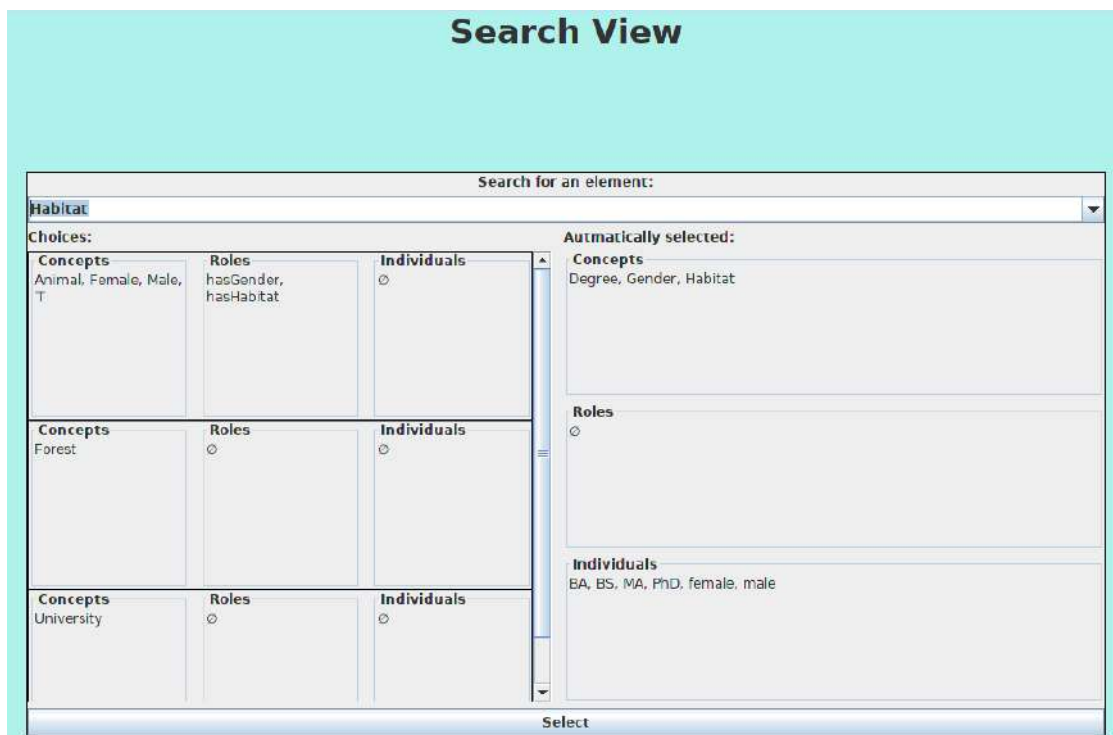 Search View
Search for an element:
Habitat
Choices:
Concepts
Animal, Female, Male,
⊤
Roles
hasGender,
hasHabitat
Individuals
∅
Concepts
Forest
Roles
∅
Individuals
∅
Concepts
University
Roles
∅
Individuals
∅
Autmatically selected:
Concepts
Degree, Gender, Habitat
Roles
∅
Individuals
BA, BS, MA, PhD, female, male
Select